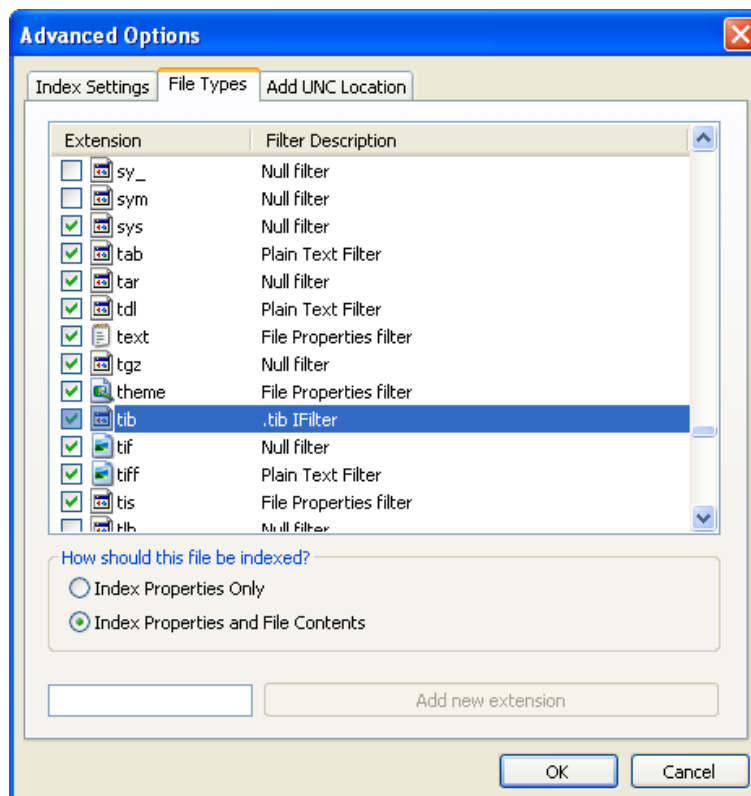 Advanced Options
Index Settings File Types Add UNC Location
Extension Filter Description
sy_ Null filter
sym Null filter
sys Null filter
tab Plain Text Filter
tar Null filter
tdl Plain Text Filter
text File Properties filter
tgz Null filter
theme File Properties filter
tib .tib IFilter
tif Null filter
tiff Plain Text Filter
tis File Properties filter
tlb Null filter
How should this file be indexed?
Index Properties Only
Index Properties and File Contents
Add new extension
OK Cancel